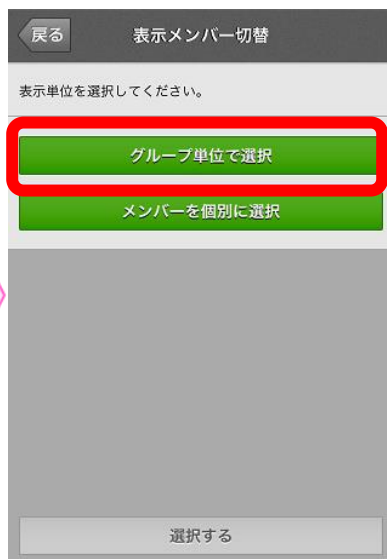 戻る
表示メンバー切替
表示単位を選択してください。
グループ単位で選択
メンバーを個別に選択
選択する